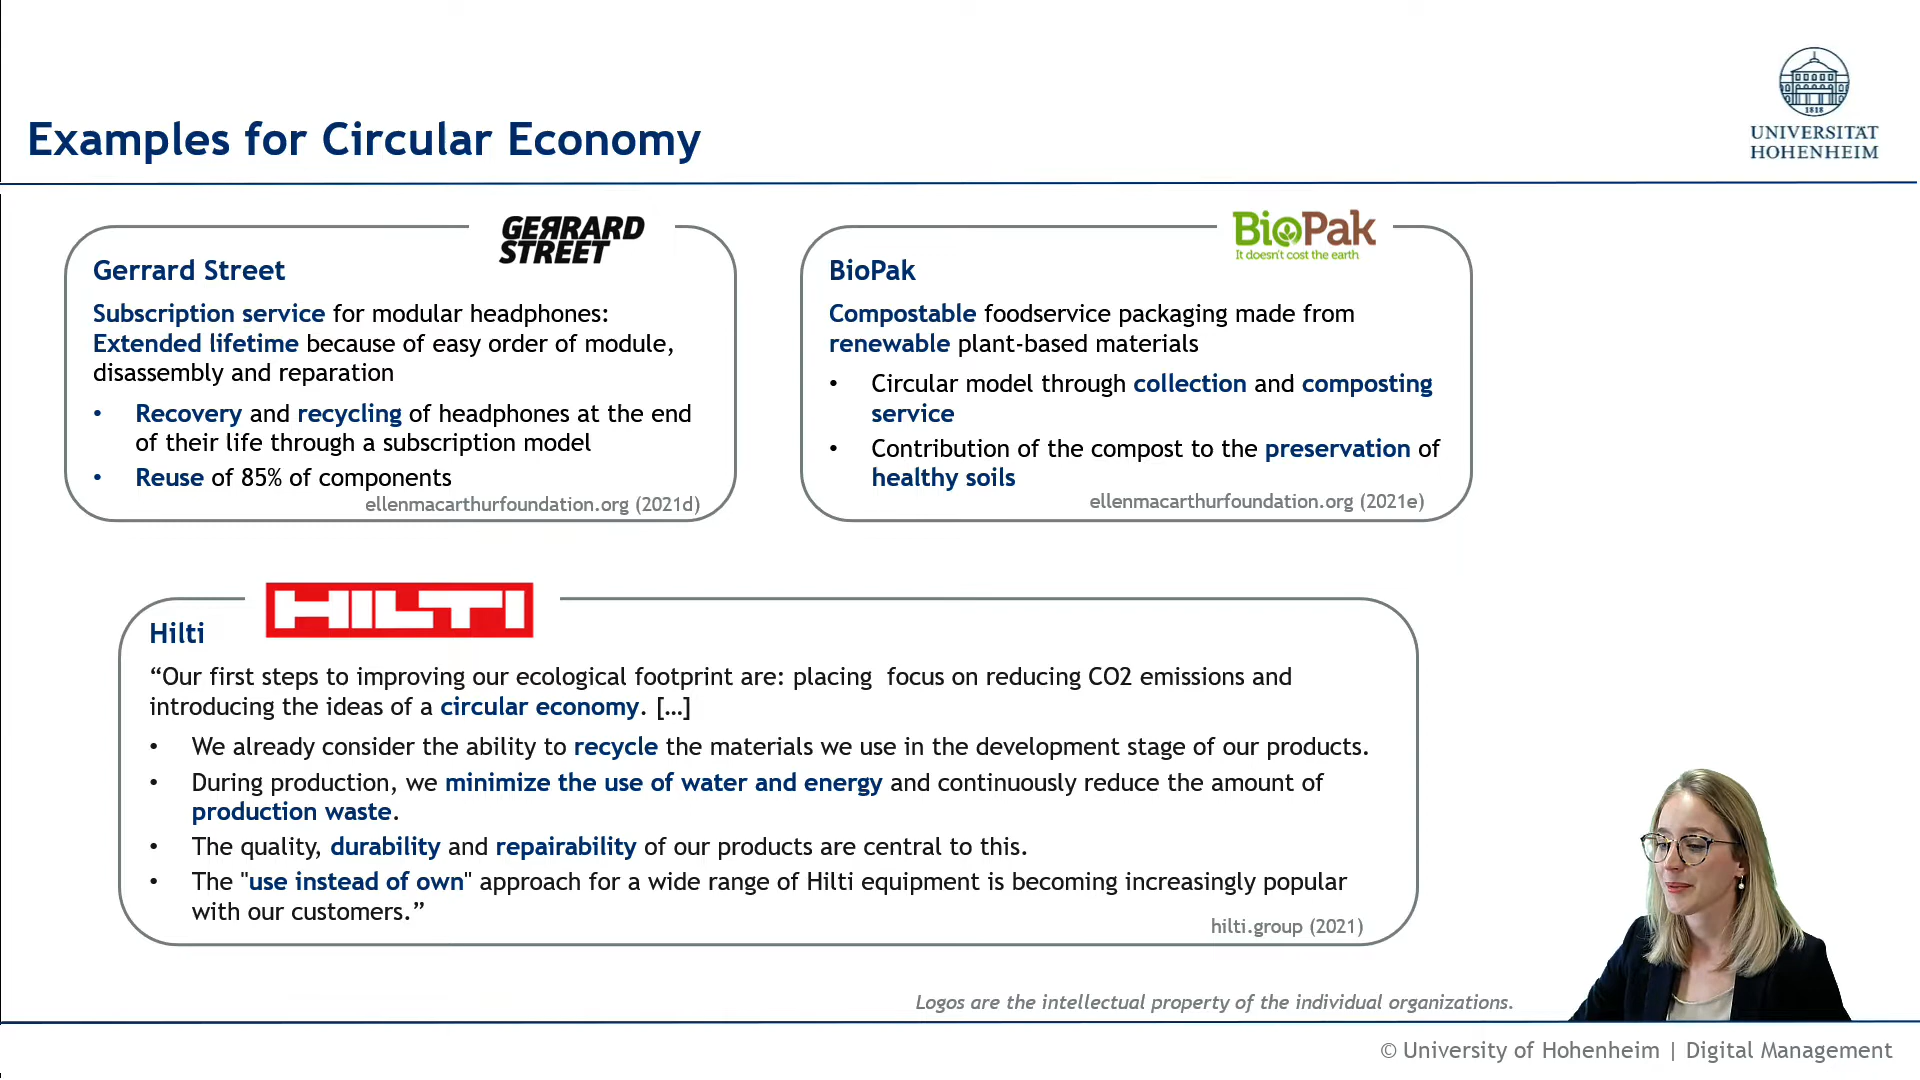 Examples for Circular Economy
1818
UNIVERSITÄT
HOHENHEIM
GERRARD
STREET
Gerrard Street
Subscription service for modular headphones:
Extended lifetime because of easy order of module,
disassembly and reparation
• Recovery and recycling of headphones at the end
of their life through a subscription model
• Reuse of 85% of components
ellenmacarthurfoundation.org (2021d)
BioPak
It doesn't cost the earth
BioPak
Compostable foodservice packaging made from
renewable plant-based materials
• Circular model through collection and composting
service
• Contribution of the compost to the preservation of
healthy soils
ellenmacarthurfoundation.org (2021e)
HILTI
Hilti
“Our first steps to improving our ecological footprint are: placing  focus on reducing CO2 emissions and
introducing the ideas of a circular economy. […]
• We already consider the ability to recycle the materials we use in the development stage of our products.
• During production, we minimize the use of water and energy and continuously reduce the amount of
production waste.
• The quality, durability and repairability of our products are central to this.
• The "use instead of own" approach for a wide range of Hilti equipment is becoming increasingly popular
with our customers.”
hilti.group (2021)
Logos are the intellectual property of the individual organizations.
© University of Hohenheim | Digital Management